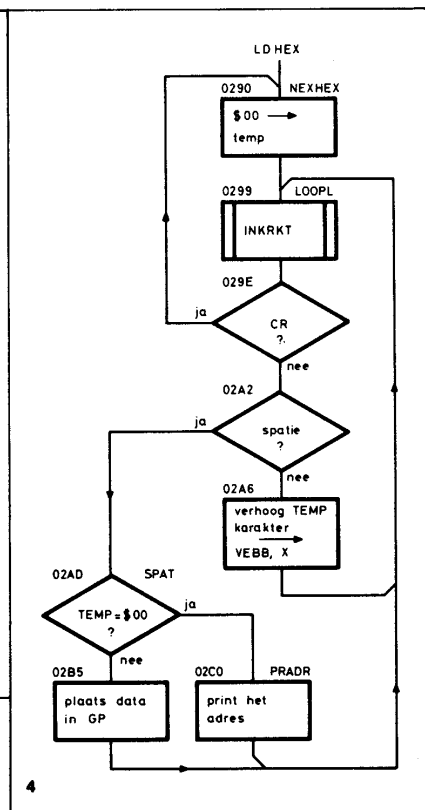 LDHEX
0290 NEXHEX
$00 →
temp
0299 LOOPL
INKRKT
029E
ja
CR
?
nee
02A2
ja
spatie
?
nee
02A6
verhoog TEMP
karakter
→
VEBB, X
02AD SPAT
TEMP=$00
?
ja
nee
02B5
plaats data
in GP
02C0 PRADR
print het
adres
4